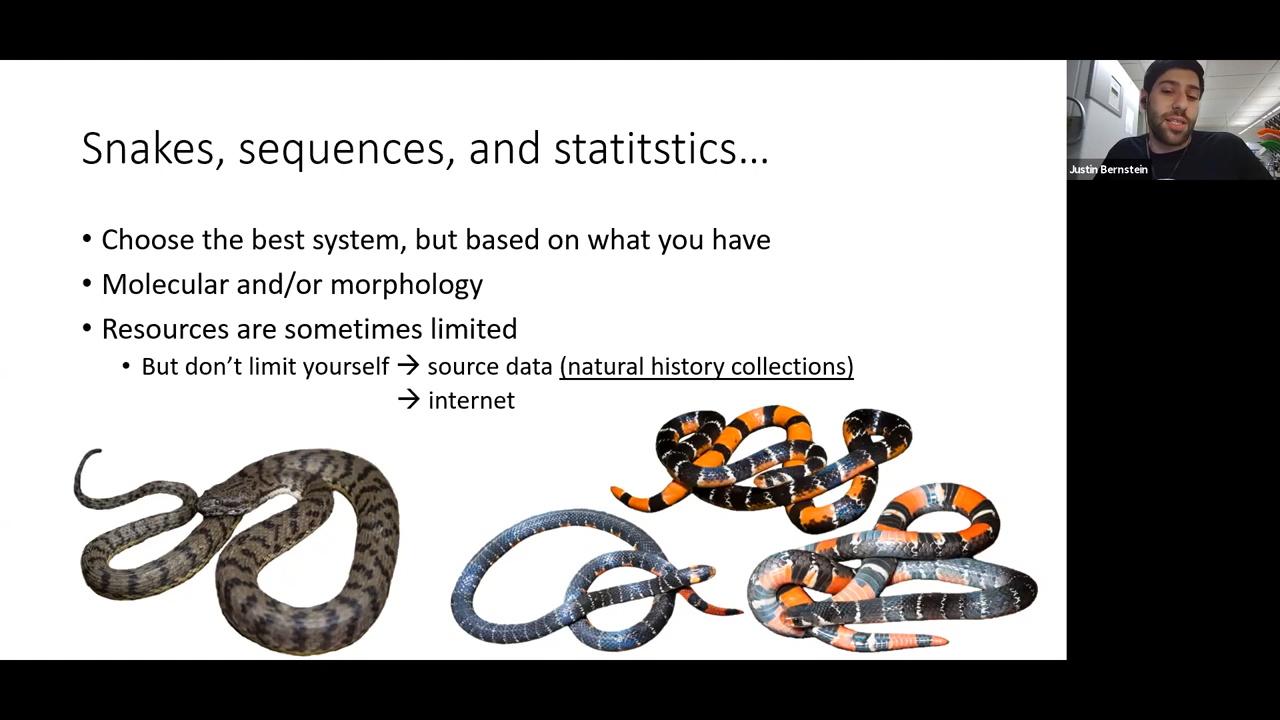 Snakes, sequences, and statitstics...
• Choose the best system, but based on what you have
• Molecular and/or morphology
• Resources are sometimes limited
• But don’t limit yourself → source data (natural history collections)
→ internet
Justin Bernstein